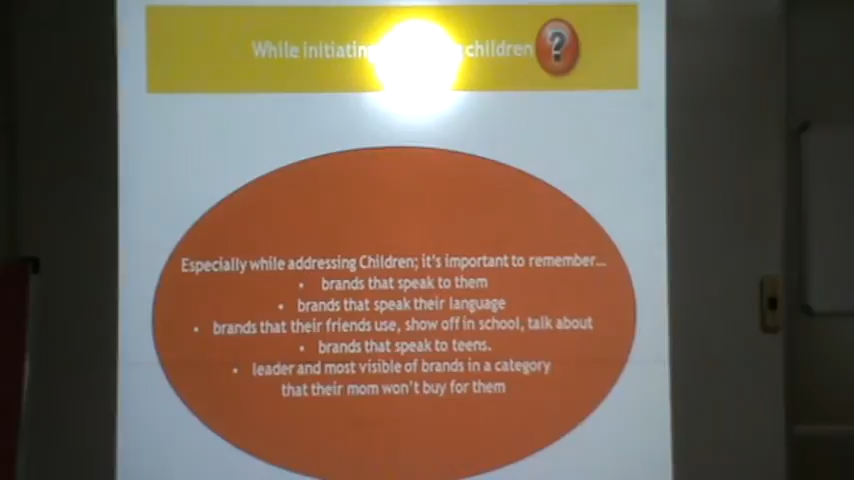 While initiating children ?
Especially while addressing Children; it's important to remember...
• brands that speak to them
• brands that speak their language
• brands that their friends use, show off in school, talk about
• brands that speak to teens.
• leader and most visible of brands in a category
that their mom won't buy for them